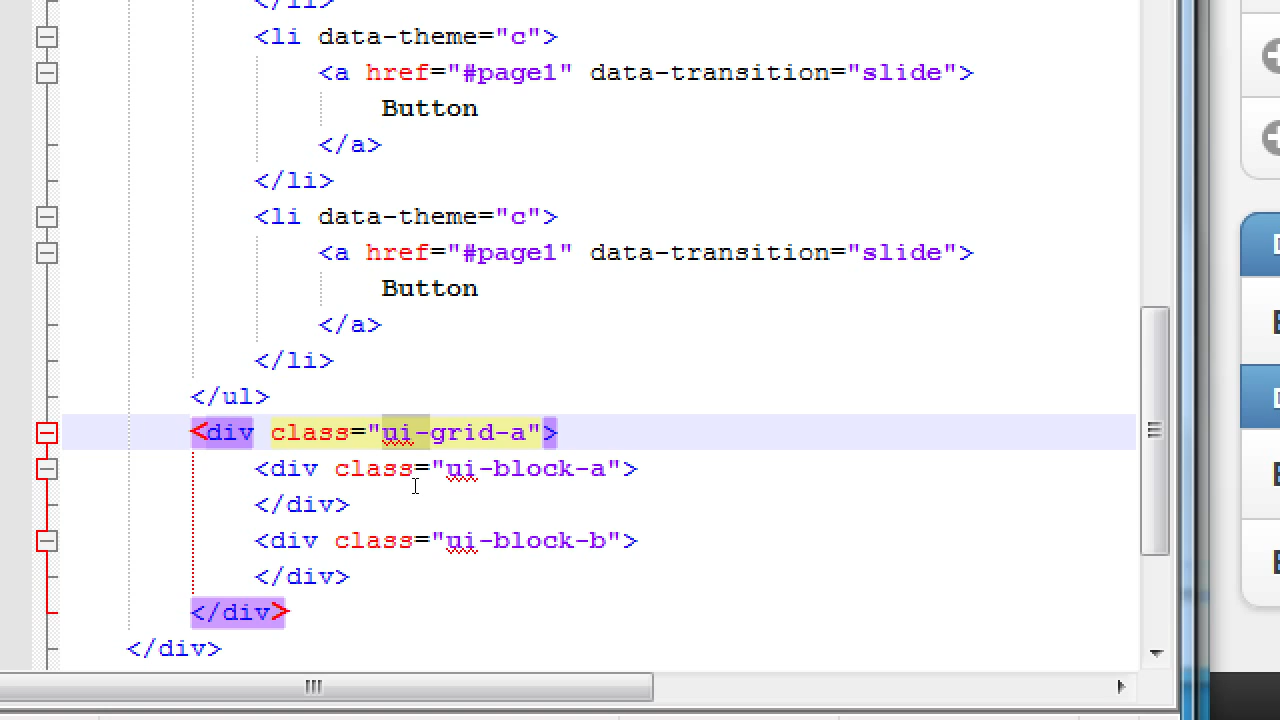 </li>
<li data-theme="c">
<a href="#page1" data-transition="slide">
Button
</a>
</li>
<li data-theme="c">
<a href="#page1" data-transition="slide">
Button
</a>
</li>
</ul>
<div class="ui-grid-a">
<div class="ui-block-a">
</div>
<div class="ui-block-b">
</div>
</div>
</div>